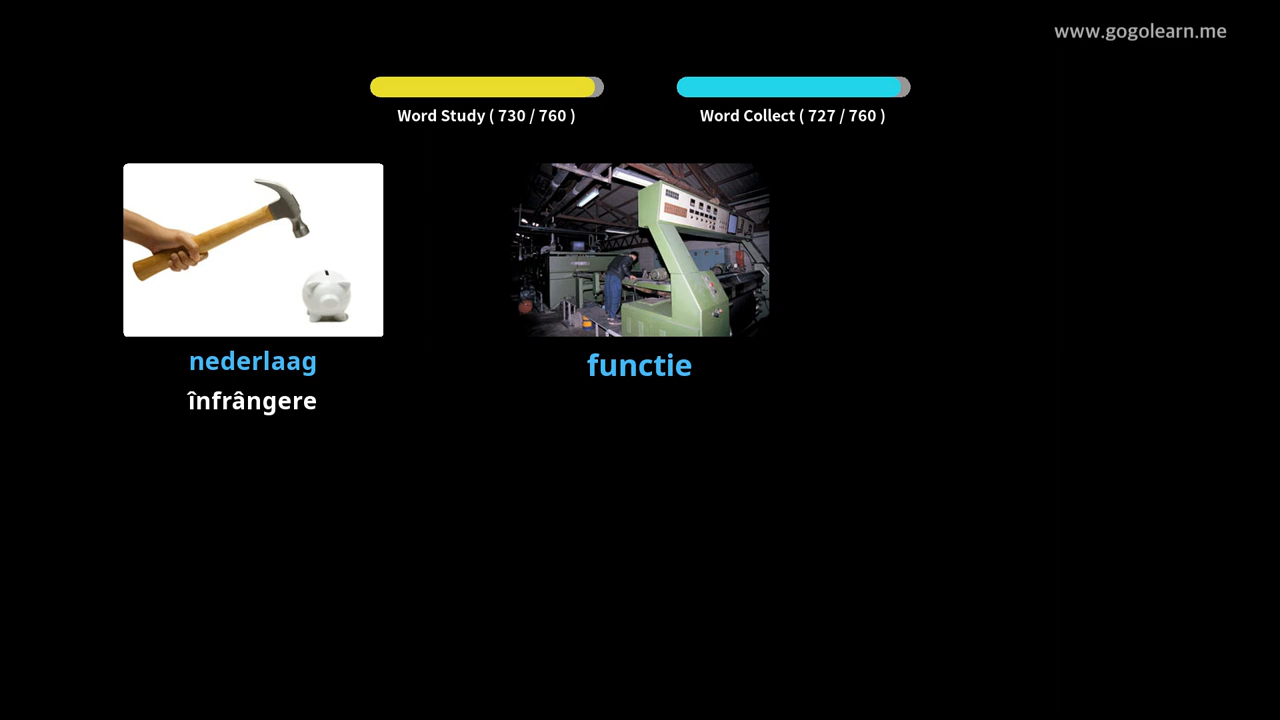 www.gogolearn.me
Word Study ( 730 / 760 )
Word Collect ( 727 / 760 )
nederlaag
înfrângere
functie